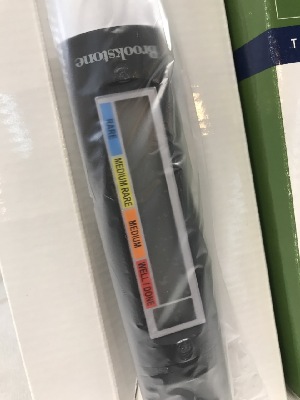 Brookstone
RARE
MEDIUM RARE
MEDIUM
WELL / DONE
T